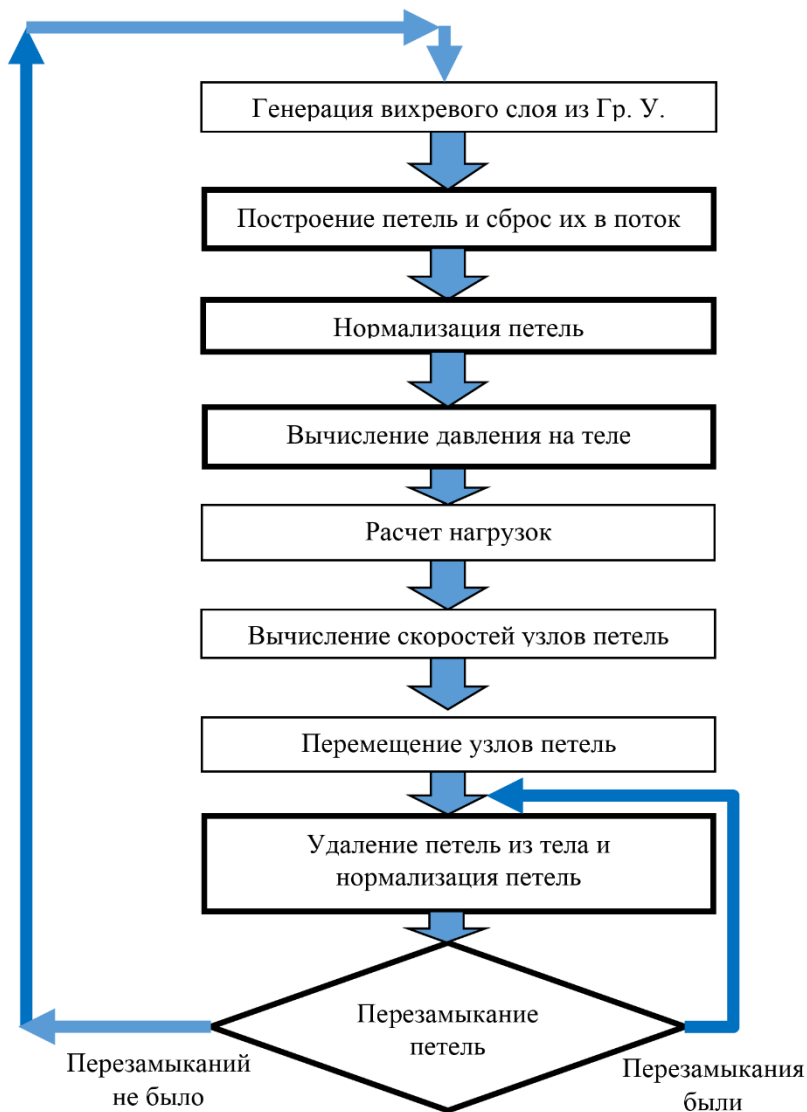 Генерация вихревого слоя из Гр. У.
Построение петель и сброс их в поток
Нормализация петель
Вычисление давления на теле
Расчет нагрузок
Вычисление скоростей узлов петель
Перемещение узлов петель
Удаление петель из тела и
нормализация петель
Перезамыкание
петель
Перезамыканий
не было
Перезамыкания
были